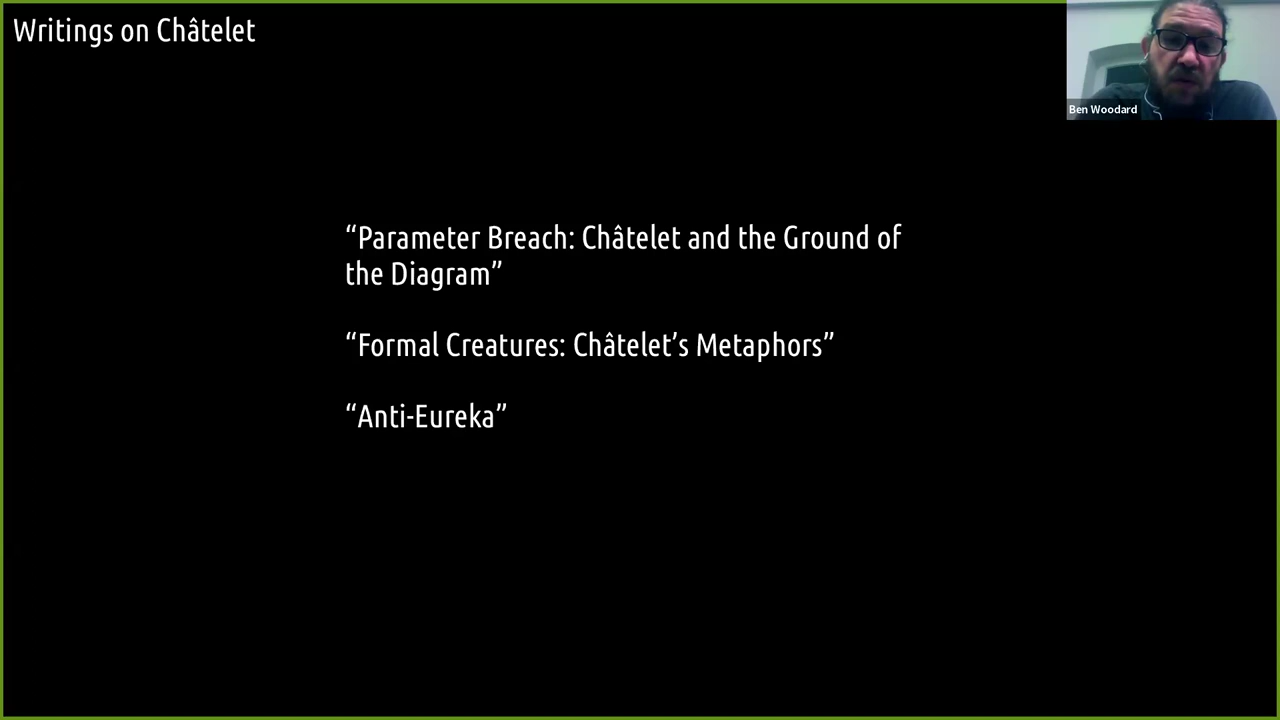 Writings on Châtelet
Ben Woodard
“Parameter Breach: Châtelet and the Ground of
the Diagram”
“Formal Creatures: Châtelet’s Metaphors”
“Anti-Eureka”